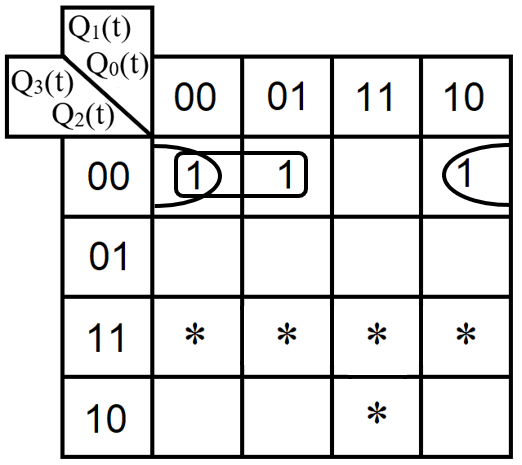 Q₁(t)
Q₀(t)
Q₃(t)
Q₂(t)
00 01 11 10
00 1 1 1
01
11 * * * *
10 *